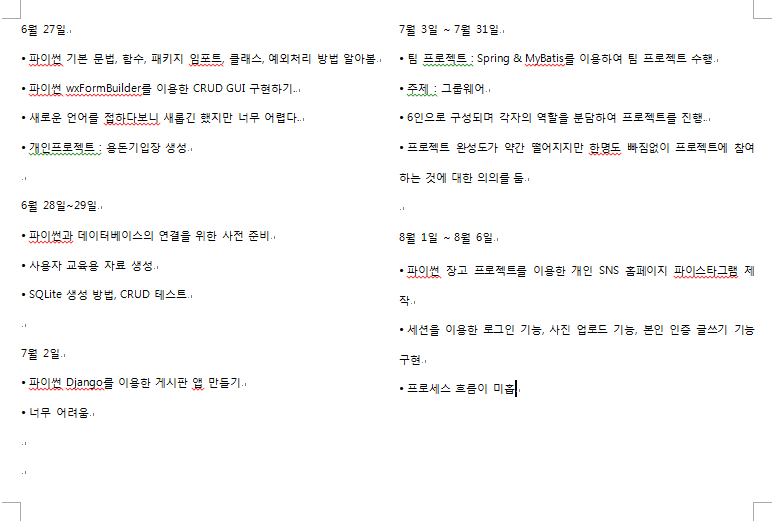 6월 27일
• 파이썬 기본 문법, 함수, 패키지 임포트, 클래스, 예외처리 방법 알아봄
• 파이썬 wxFormBuilder를 이용한 CRUD GUI 구현하기.
• 새로운 언어를 접하다보니 새롭긴 했지만 너무 어렵다.
• 개인프로젝트 : 용돈기입장 생성
6월 28일~29일
• 파이썬과 데이터베이스의 연결을 위한 사전 준비
• 사용자 교육용 자료 생성
• SQLite 생성 방법, CRUD 테스트
7월 2일
• 파이썬 Django를 이용한 게시판 앱 만들기
• 너무 어려움
7월 3일 ~ 7월 31일
• 팀 프로젝트 : Spring & MyBatis를 이용하여 팀 프로젝트 수행
• 주제 : 그룹웨어
• 6인으로 구성되며 각자의 역할을 분담하여 프로젝트를 진행
• 프로젝트 완성도가 약간 떨어지지만 한명도 빠짐없이 프로젝트에 참여
하는 것에 대한 의의를 둠
8월 1일 ~ 8월 6일
• 파이썬 장고 프로젝트를 이용한 개인 SNS 홈페이지 파이스타그램 제
작
• 세션을 이용한 로그인 기능, 사진 업로드 기능, 본인 인증 글쓰기 기능
구현
• 프로세스 흐름이 미흡